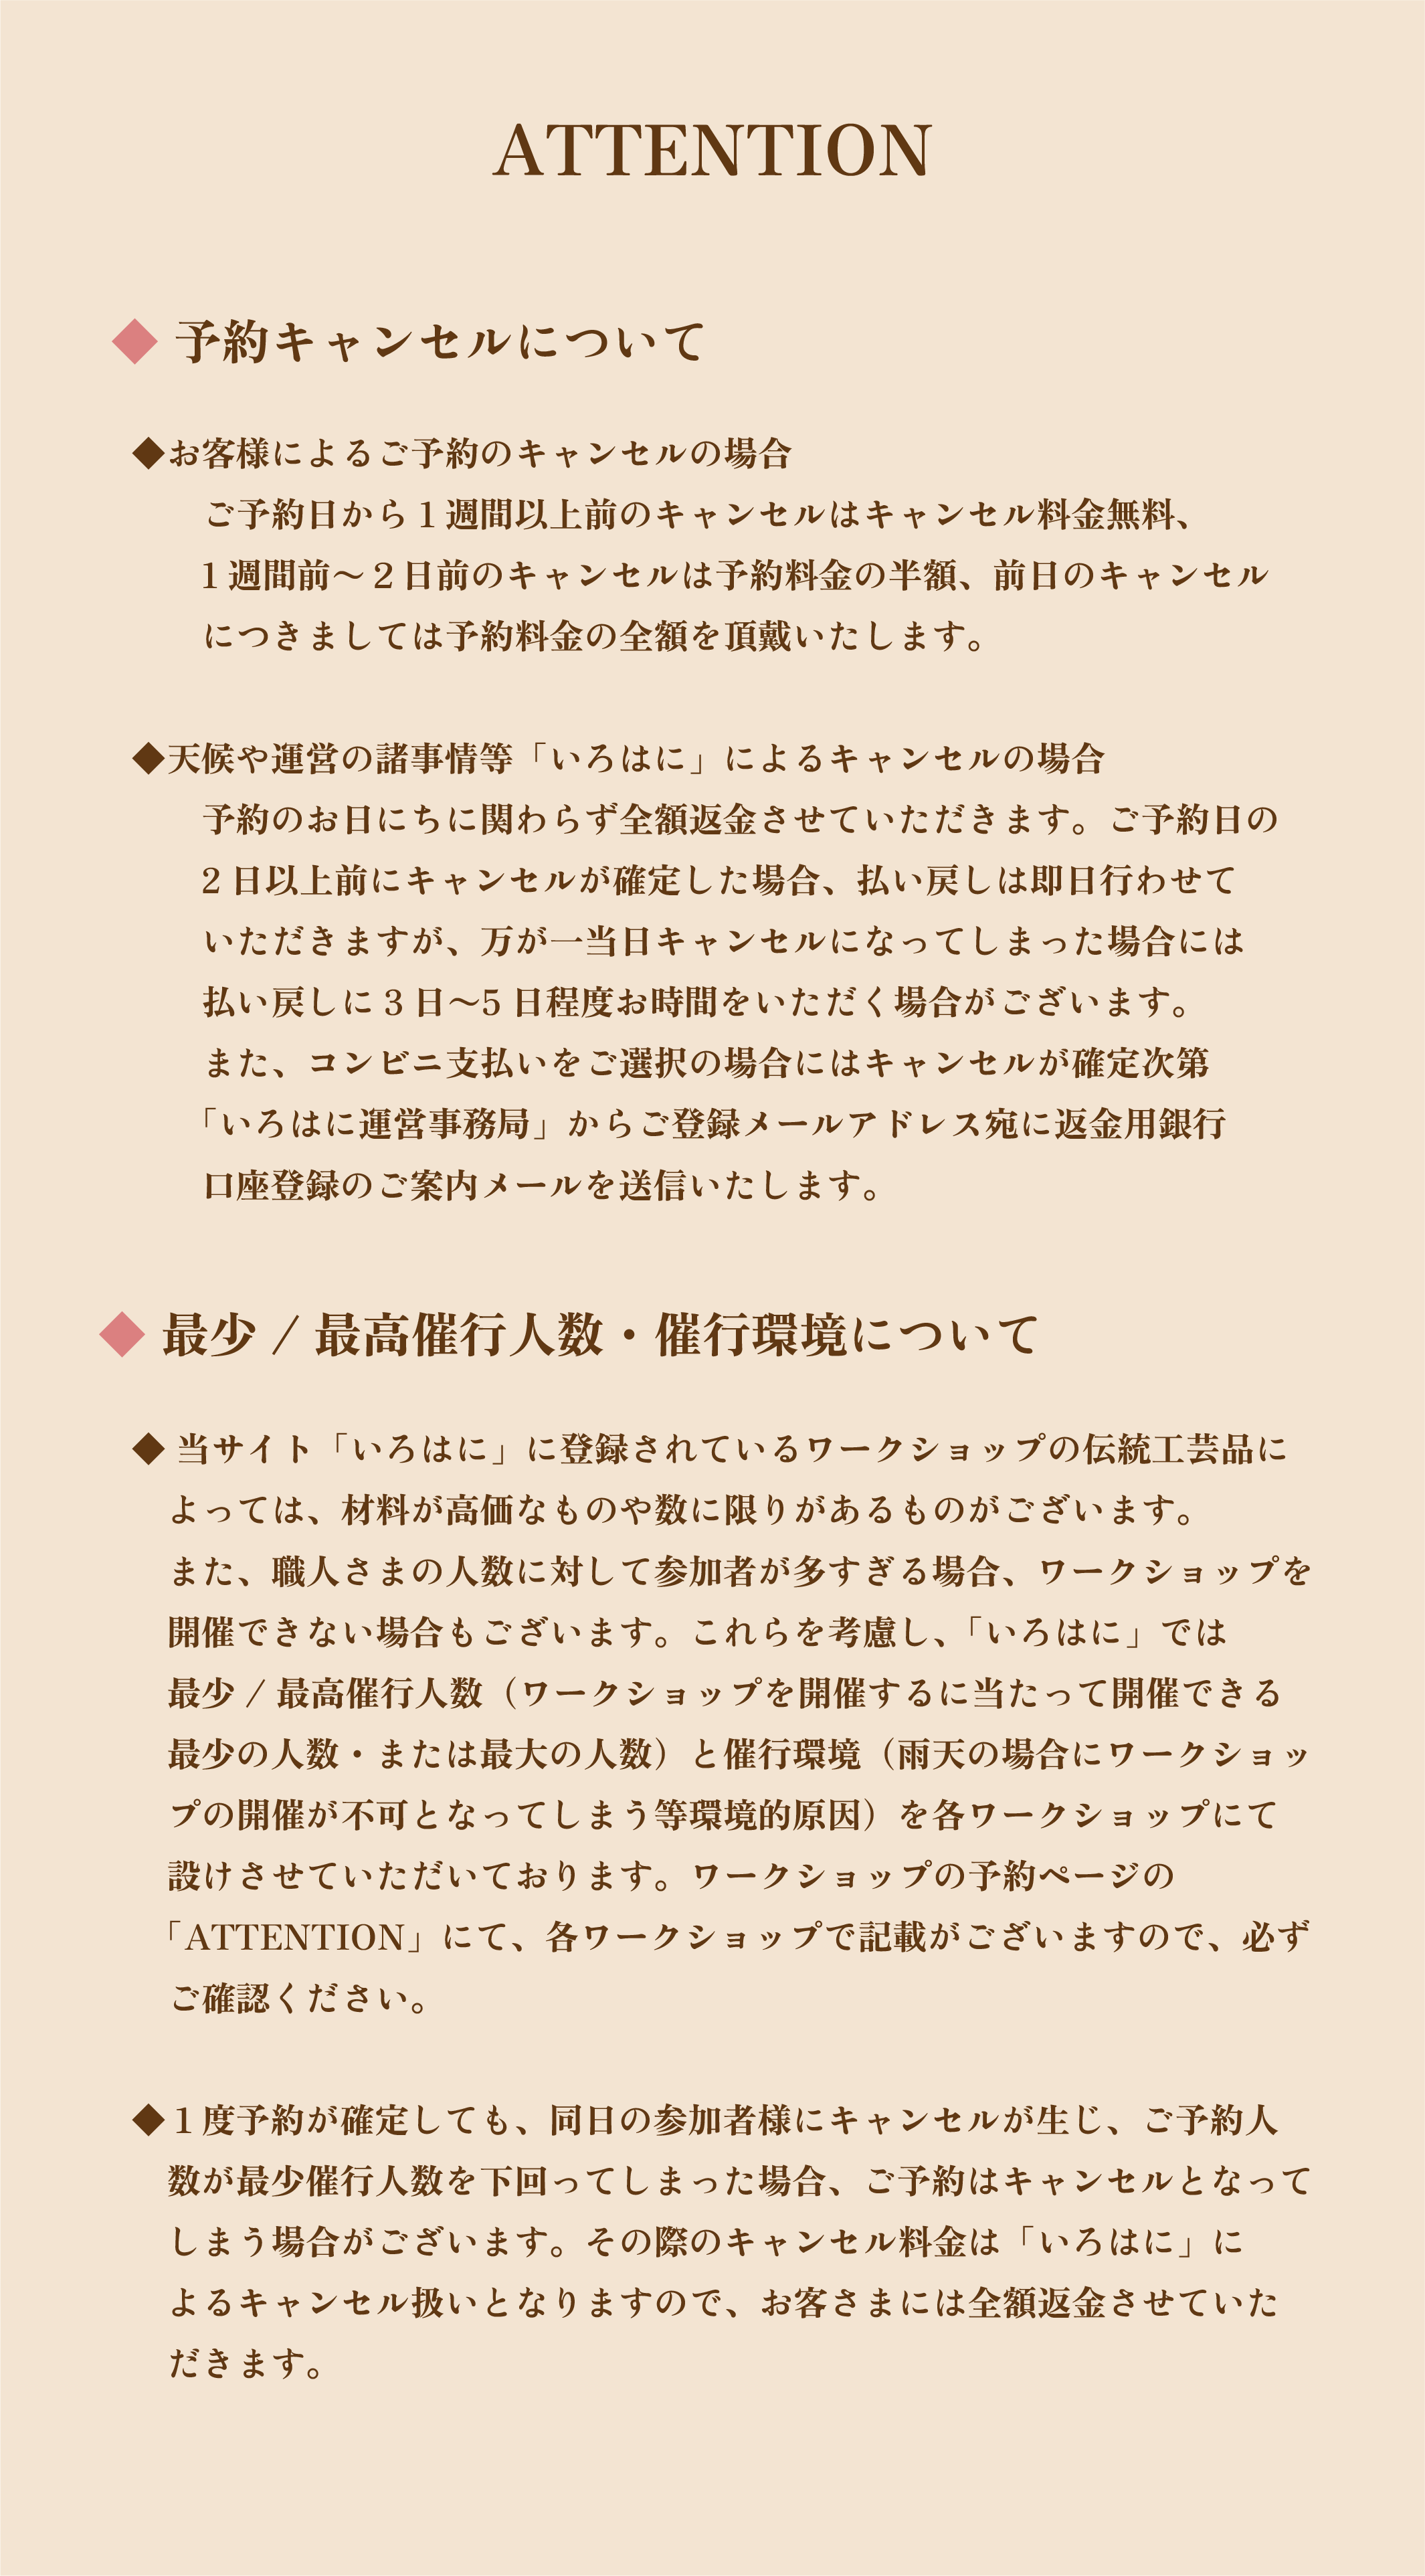 ATTENTION
◆ 予約キャンセルについて
◆お客様によるご予約のキャンセルの場合
ご予約日から１週間以上前のキャンセルはキャンセル料金無料、
１週間前〜２日前のキャンセルは予約料金の半額、前日のキャンセル
につきましては予約料金の全額を頂戴いたします。
◆天候や運営の諸事情等「いろはに」によるキャンセルの場合
予約のお日にちに関わらず全額返金させていただきます。ご予約日の
2 日以上前にキャンセルが確定した場合、払い戻しは即日行わせて
いただきますが、万が一当日キャンセルになってしまった場合には
払い戻しに 3 日〜5 日程度お時間をいただく場合がございます。
また、コンビニ支払いをご選択の場合にはキャンセルが確定次第
「いろはに運営事務局」からご登録メールアドレス宛に返金用銀行
口座登録のご案内メールを送信いたします。
◆ 最少 / 最高催行人数・催行環境について
◆ 当サイト「いろはに」に登録されているワークショップの伝統工芸品に
よっては、材料が高価なものや数に限りがあるものがございます。
また、職人さまの人数に対して参加者が多すぎる場合、ワークショップを
開催できない場合もございます。これらを考慮し、「いろはに」では
最少 / 最高催行人数（ワークショップを開催するに当たって開催できる
最少の人数・または最大の人数）と催行環境（雨天の場合にワークショッ
プの開催が不可となってしまう等環境的原因）を各ワークショップにて
設けさせていただいております。ワークショップの予約ページの
「ATTENTION」にて、各ワークショップで記載がございますので、必ず
ご確認ください。
◆１度予約が確定しても、同日の参加者様にキャンセルが生じ、ご予約人
数が最少催行人数を下回ってしまった場合、ご予約はキャンセルとなって
しまう場合がございます。その際のキャンセル料金は「いろはに」に
よるキャンセル扱いとなりますので、お客さまには全額返金させていた
だきます。